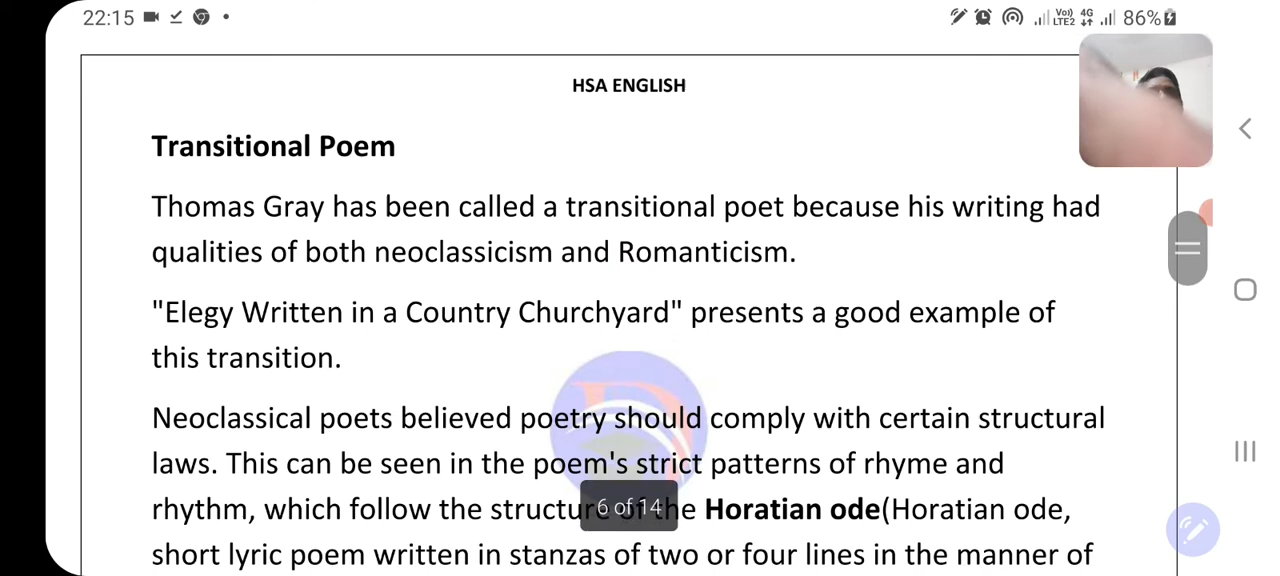 22:15
Vo))
LTE2
4G
86%
HSA ENGLISH
Transitional Poem
Thomas Gray has been called a transitional poet because his writing had
qualities of both neoclassicism and Romanticism.
"Elegy Written in a Country Churchyard" presents a good example of
this transition.
Neoclassical poets believed poetry should comply with certain structural
laws. This can be seen in the poem's strict patterns of rhyme and
rhythm, which follow the structure of the Horatian ode(Horatian ode,
6 of 14
short lyric poem written in stanzas of two or four lines in the manner of